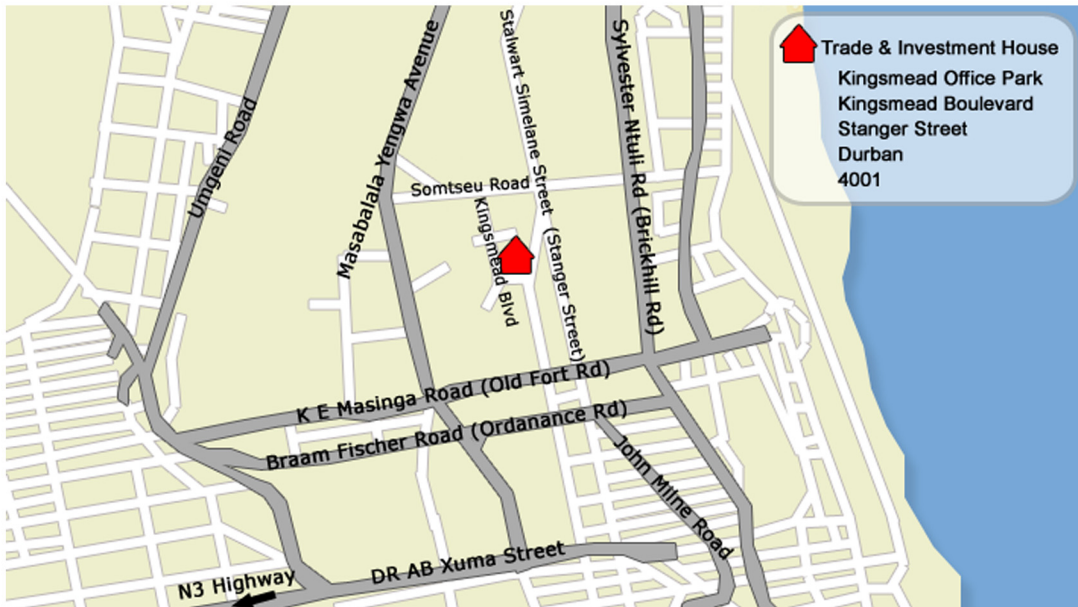 Trade & Investment House
Kingsmead Office Park
Kingsmead Boulevard
Stanger Street
Durban
4001
Umgeni Road
Masabalala Yengwa Avenue
Stalwart Simelane Street (Stanger Street)
Sylvester Ntuli Rd (Brickhill Rd)
Somtseu Road
Kingsmead Blvd
K E Masinga Road (Old Fort Rd)
Braam Fischer Road (Ordanance Rd)
John Milne Road
DR AB Xuma Street
N3 Highway